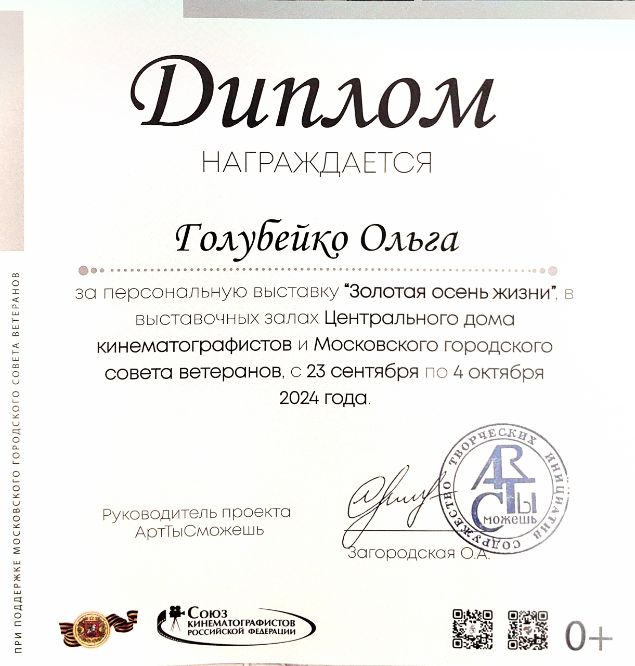 Диплом
НАГРАЖДАЕТСЯ
Голубейко Ольга
за персональную выставку "Золотая осень жизни", в
выставочных залах Центрального дома
кинематографистов и Московского городского
совета ветеранов, с 23 сентября по 4 октября
2024 года.
Руководитель проекта
АртТыСможешь
Загородская О.А.
СОДРУЖЕСТВО ТВОРЧЕСКИХ ИНИЦИАТИВ
ART
Ты
Сможешь
ПРИ ПОДДЕРЖКЕ МОСКОВСКОГО ГОРОДСКОГО СОВЕТА ВЕТЕРАНОВ
Союз
КИНЕМАТОГРАФИСТОВ
РОССИЙСКОЙ ФЕДЕРАЦИИ
0+